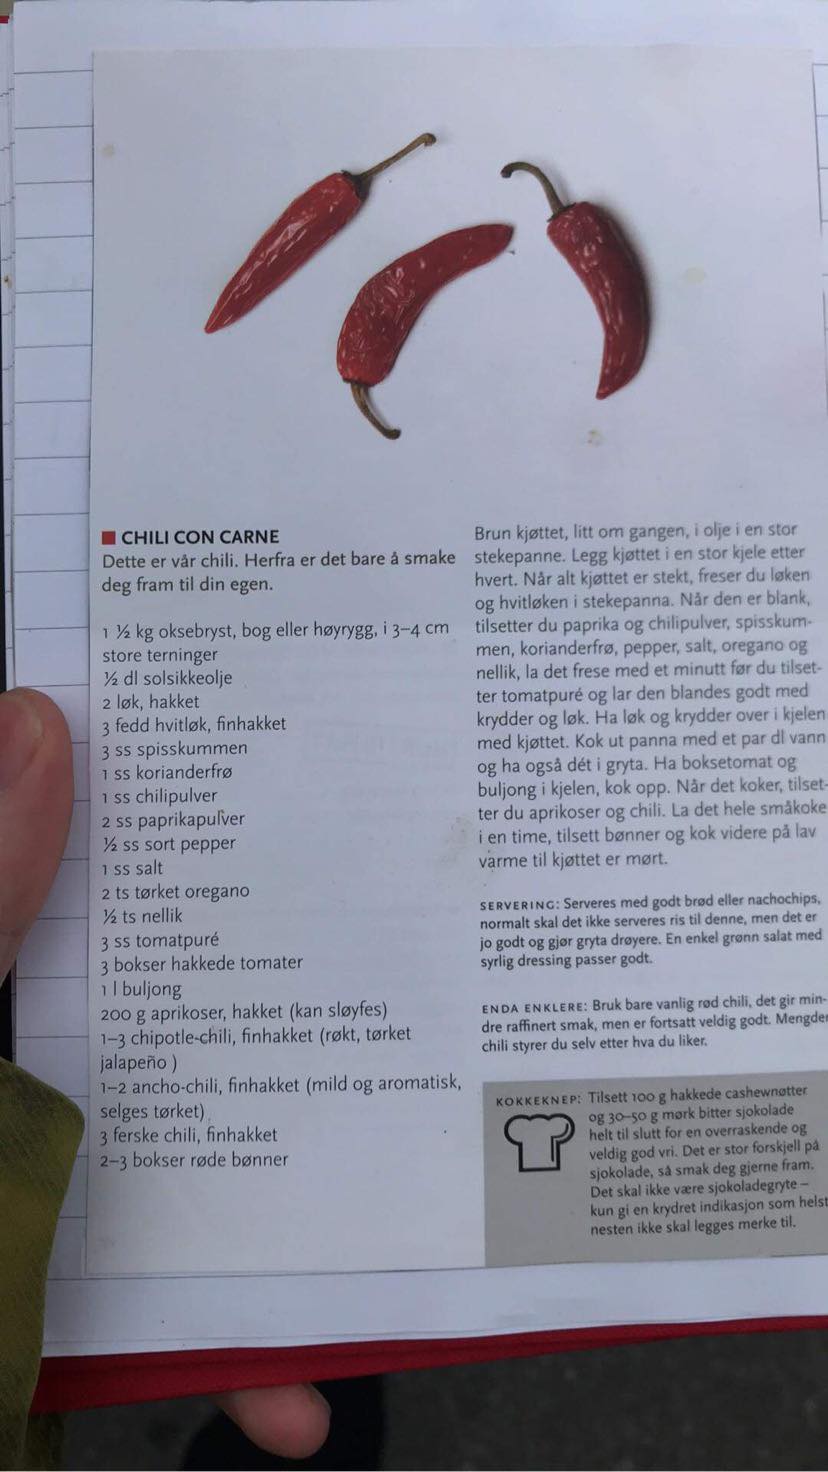 CHILI CON CARNE
Dette er vår chili. Herfra er det bare å smake
deg fram til din egen.
1 ½ kg oksebryst, bog eller høyrygg, i 3–4 cm
store terninger
½ dl solsikkeolje
2 løk, hakket
3 fedd hvitløk, finhakket
3 ss spisskummen
1 ss korianderfrø
1 ss chilipulver
2 ss paprikapulver
½ ss sort pepper
1 ss salt
2 ts tørket oregano
½ ts nellik
3 ss tomatpuré
3 bokser hakkede tomater
1 l buljong
200 g aprikoser, hakket (kan sløyfes)
1–3 chipotle-chili, finhakket (røkt, tørket
jalapeño )
1–2 ancho-chili, finhakket (mild og aromatisk,
selges tørket)
3 ferske chili, finhakket
2–3 bokser røde bønner
Brun kjøttet, litt om gangen, i olje i en stor
stekepanne. Legg kjøttet i en stor kjele etter
hvert. Når alt kjøttet er stekt, freser du løken
og hvitløken i stekepanna. Når den er blank,
tilsetter du paprika og chilipulver, spisskum-
men, korianderfrø, pepper, salt, oregano og
nellik, la det frese med et minutt før du tilset-
ter tomatpuré og lar den blandes godt med
krydder og løk. Ha løk og krydder over i kjelen
med kjøttet. Kok ut panna med et par dl vann
og ha også dét i gryta. Ha boksetomat og
buljong i kjelen, kok opp. Når det koker, tilset-
ter du aprikoser og chili. La det hele småkoke
i en time, tilsett bønner og kok videre på lav
varme til kjøttet er mørt.
SERVERING: Serveres med godt brød eller nachochips,
normalt skal det ikke serveres ris til denne, men det er
jo godt og gjør gryta drøyere. En enkel grønn salat med
syrlig dressing passer godt.
ENDA ENKLERE: Bruk bare vanlig rød chili, det gir min-
dre raffinert smak, men er fortsatt veldig godt. Mengder
chili styrer du selv etter hva du liker.
KOKKEKNEP: Tilsett 100 g hakkede cashewnøtter
og 30–50 g mørk bitter sjokolade
helt til slutt for en overraskende og
veldig god vri. Det er stor forskjell på
sjokolade, så smak deg gjerne fram.
Det skal ikke være sjokoladegryte –
kun gi en krydret indikasjon som helst
nesten ikke skal legges merke til.